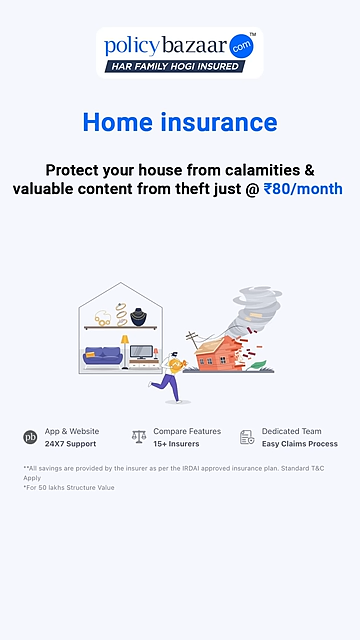 policybazaar.com™
HAR FAMILY HOGI INSURED
Home insurance
Protect your house from calamities &
valuable content from theft just @ ₹80/month
pb
App & Website
24X7 Support
Compare Features
15+ Insurers
Dedicated Team
Easy Claims Process
**All savings are provided by the insurer as per the IRDAI approved insurance plan. Standard T&C
Apply
*For 50 lakhs Structure Value